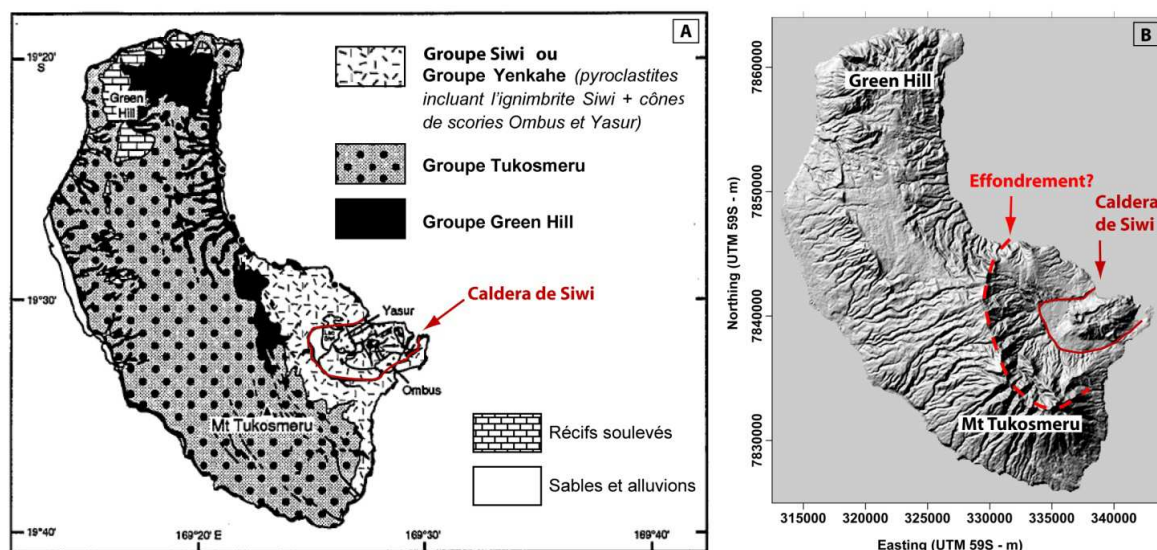 A
19°20'
S
Green
Hill
Groupe Siwi ou
Groupe Yenkahe (pyroclastites
incluant l'ignimbrite Siwi + cônes
de scories Ombus et Yasur)
Groupe Tukosmeru
Groupe Green Hill
19°30'
Caldera de Siwi
Yasur
Ombus
Mt Tukosmeru
Récifs soulevés
Sables et alluvions
19°40'
169°20 E
169°30
169°40
B
Green Hill
Effondrement?
Caldera
de Siwi
Mt Tukosmeru
Northing (UTM 59S - m)
7860000
7850000
7840000
7830000
315000
320000
325000
330000
335000
340000
Easting (UTM 59S - m)